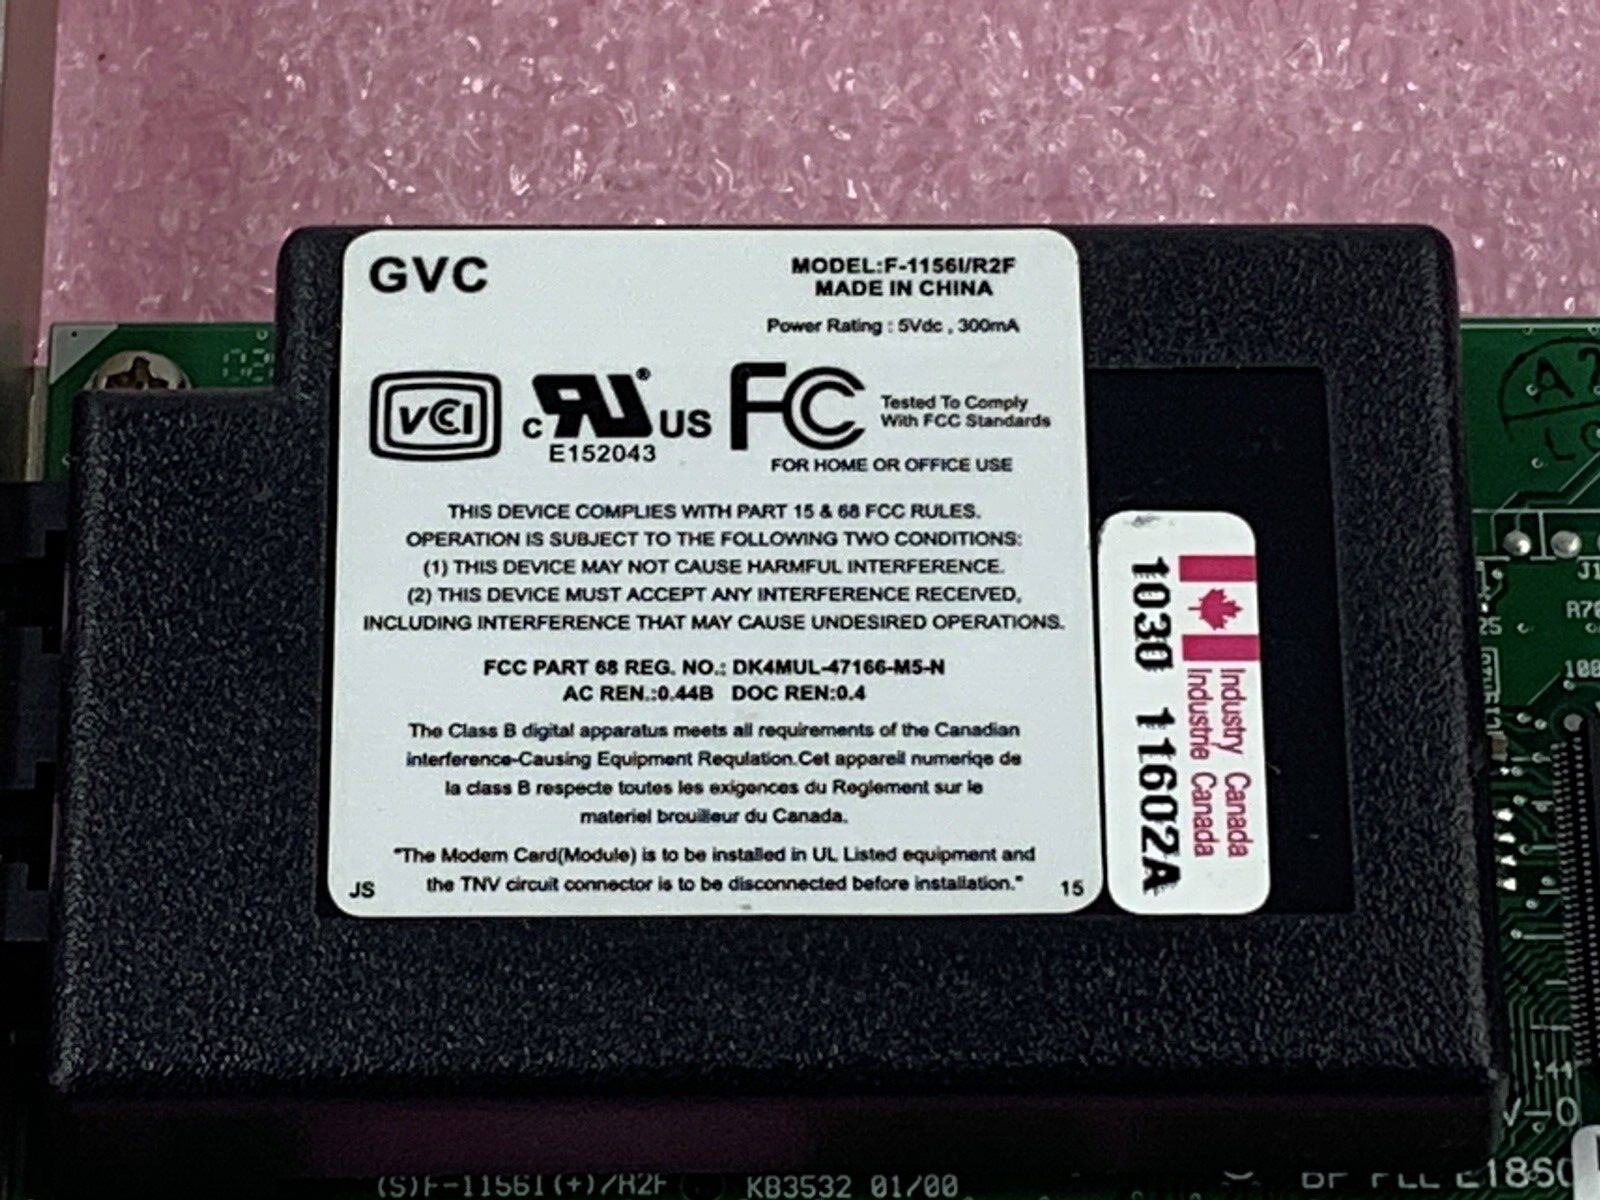 GVC
MODEL:F-1156I/R2F
MADE IN CHINA
Power Rating : 5Vdc , 300mA
VCCI
c RU® US
E152043
FC
Tested To Comply
With FCC Standards
FOR HOME OR OFFICE USE
THIS DEVICE COMPLIES WITH PART 15 & 68 FCC RULES.
OPERATION IS SUBJECT TO THE FOLLOWING TWO CONDITIONS:
(1) THIS DEVICE MAY NOT CAUSE HARMFUL INTERFERENCE.
(2) THIS DEVICE MUST ACCEPT ANY INTERFERENCE RECEIVED,
INCLUDING INTERFERENCE THAT MAY CAUSE UNDESIRED OPERATIONS.
FCC PART 68 REG. NO.: DK4MUL-47166-M5-N
AC REN.:0.44B DOC REN:0.4
The Class B digital apparatus meets all requirements of the Canadian
interference-Causing Equipment Requlation.Cet appareil numeriqe de
la class B respecte toutes les exigences du Reglement sur le
materiel brouilleur du Canada.
"The Modem Card(Module) is to be installed in UL Listed equipment and
the TNV circuit connector is to be disconnected before installation."
JS
15
Industry Canada
Industrie Canada
1030 11602A
(S)F-1156I(+)/R2F
KB3532 01/00
V-0